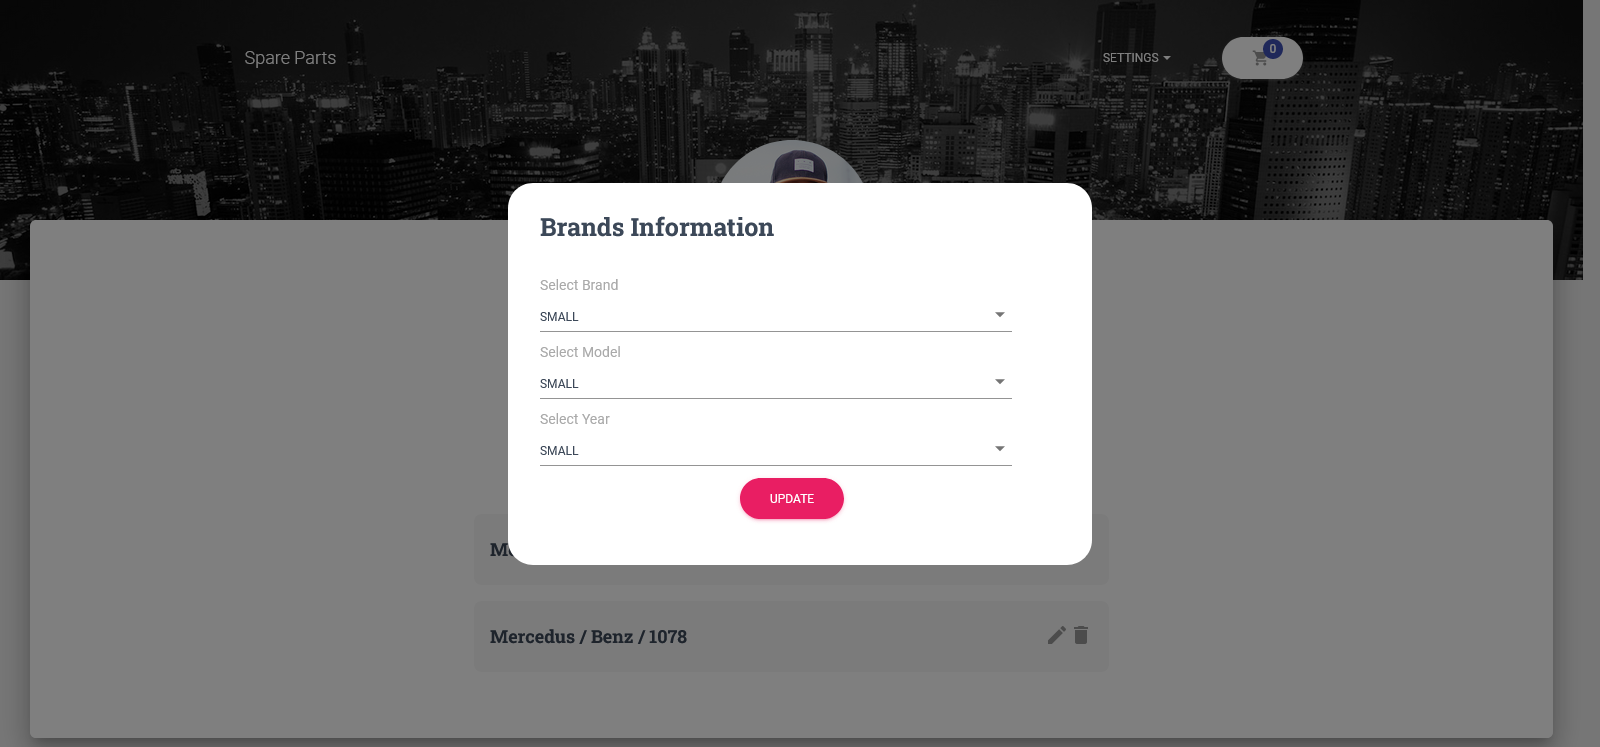 Spare Parts
SETTINGS
0
Brands Information
Select Brand
SMALL
Select Model
SMALL
Select Year
SMALL
UPDATE
Mercedus / Benz / 1078